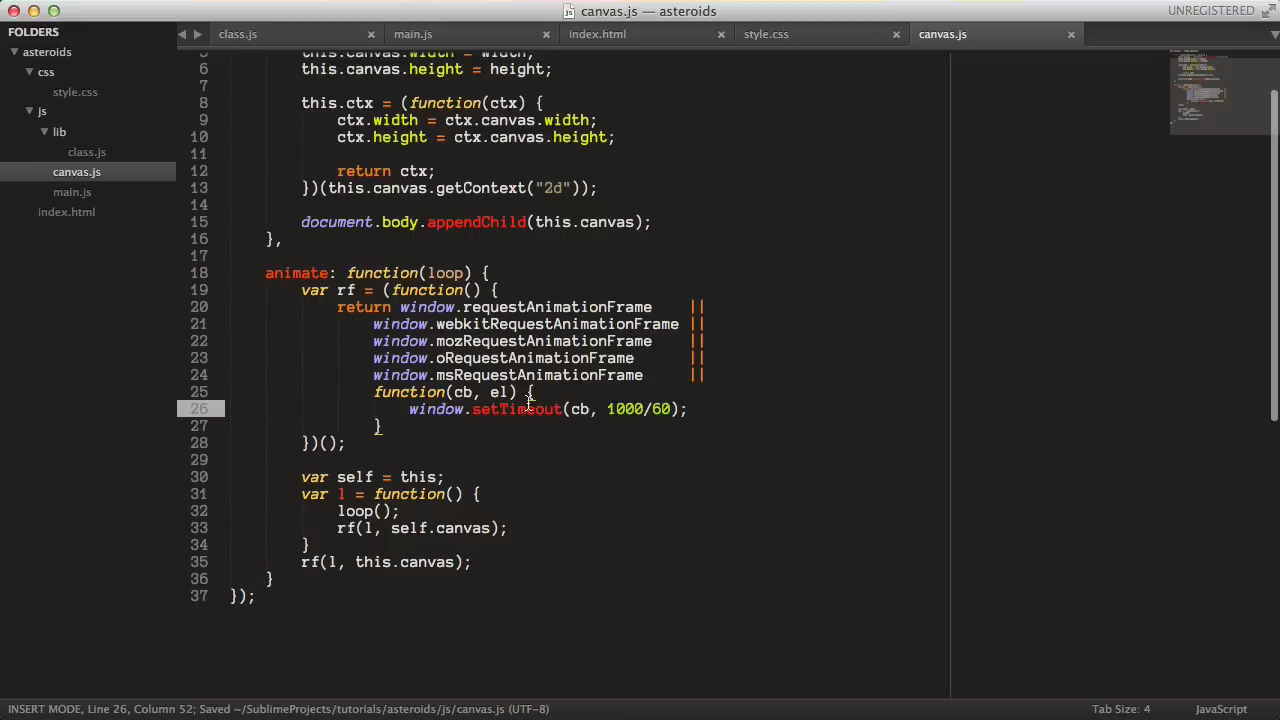 canvas.js — asteroids
UNREGISTERED
FOLDERS
asteroids
css
style.css
js
lib
class.js
canvas.js
main.js
index.html
class.js × main.js × index.html × style.css × canvas.js ×
5 this.canvas.width = width;
6 this.canvas.height = height;
7
8 this.ctx = (function(ctx) {
9 ctx.width = ctx.canvas.width;
10 ctx.height = ctx.canvas.height;
11
12 return ctx;
13 })(this.canvas.getContext("2d"));
14
15 document.body.appendChild(this.canvas);
16 },
17
18 animate: function(loop) {
19 var rf = (function() {
20 return window.requestAnimationFrame ||
21 window.webkitRequestAnimationFrame ||
22 window.mozRequestAnimationFrame ||
23 window.oRequestAnimationFrame ||
24 window.msRequestAnimationFrame ||
25 function(cb, el) {
26 window.setTimeout(cb, 1000/60);
27 }
28 })();
29
30 var self = this;
31 var l = function() {
32 loop();
33 rf(l, self.canvas);
34 }
35 rf(l, this.canvas);
36 }
37 });
INSERT MODE, Line 26, Column 52; Saved ~/SublimeProjects/tutorials/asteroids/js/canvas.js (UTF-8)
Tab Size: 4
JavaScript